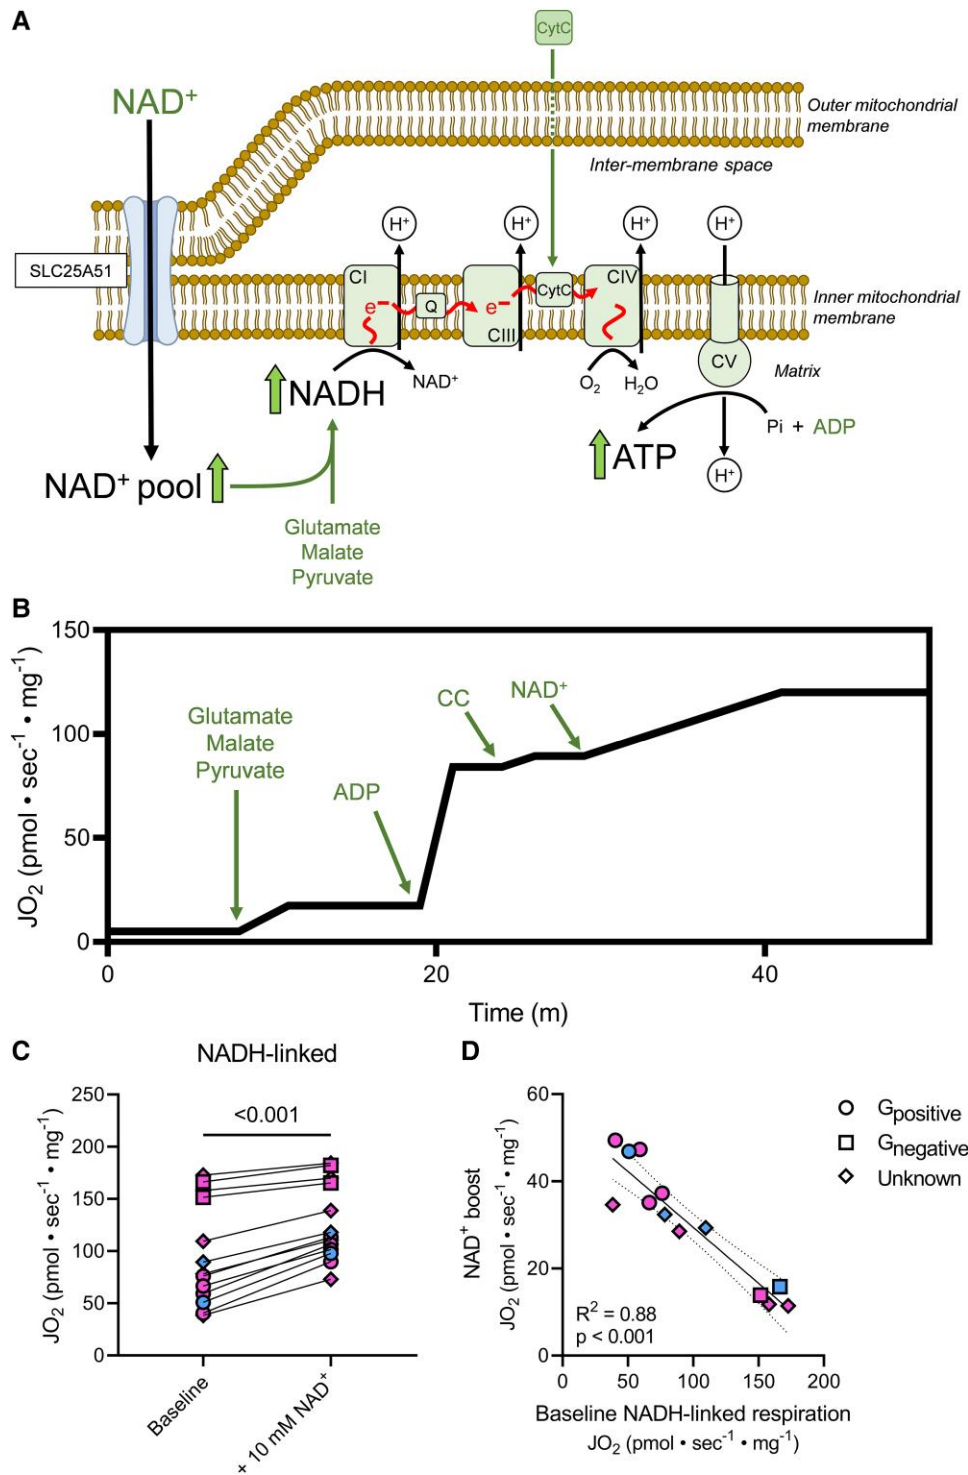 A
CytC
NAD⁺
Outer mitochondrial
membrane
Inter-membrane space
H⁺ H⁺ H⁺ H⁺
SLC25A51
CI
CIV
e⁻ Q e⁻ CytC
CIII
Inner mitochondrial
membrane
CV
Matrix
NADH
NAD⁺
O₂ H₂O
Pi + ADP
ATP
H⁺
NAD⁺ pool
Glutamate
Malate
Pyruvate
B
150
100
50
0
JO₂ (pmol • sec⁻¹ • mg⁻¹)
Glutamate
Malate
Pyruvate
ADP
CC
NAD⁺
0 20 40
Time (m)
C
NADH-linked
<0.001
250
200
150
100
50
0
JO₂ (pmol • sec⁻¹ • mg⁻¹)
Baseline
+ 10 mM NAD⁺
D
60
40
20
0
NAD⁺ boost
JO₂ (pmol • sec⁻¹ • mg⁻¹)
R² = 0.88
p < 0.001
0 50 100 150 200
Baseline NADH-linked respiration
JO₂ (pmol • sec⁻¹ • mg⁻¹)
Gpositive
Gnegative
Unknown